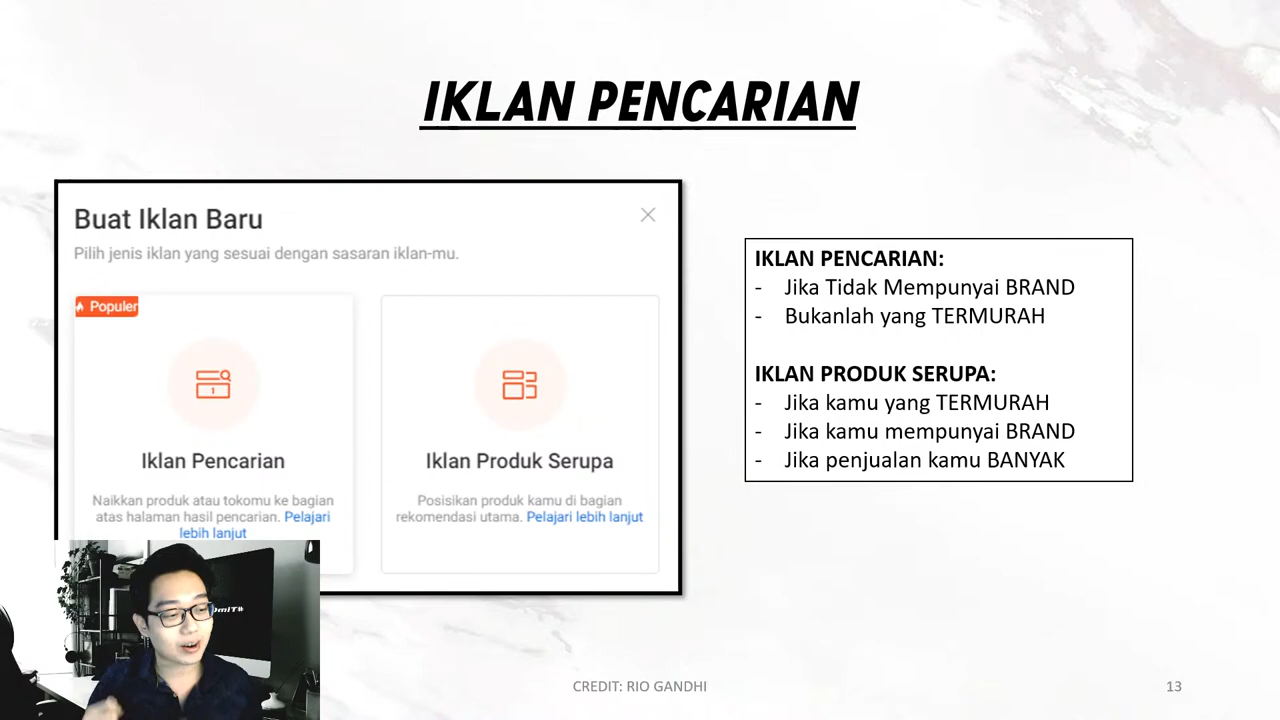 IKLAN PENCARIAN
Buat Iklan Baru
Pilih jenis iklan yang sesuai dengan sasaran iklan-mu.
Populer
Iklan Pencarian
Naikkan produk atau tokomu ke bagian
atas halaman hasil pencarian. Pelajari
lebih lanjut
Iklan Produk Serupa
Posisikan produk kamu di bagian
rekomendasi utama. Pelajari lebih lanjut
IKLAN PENCARIAN:
- Jika Tidak Mempunyai BRAND
- Bukanlah yang TERMURAH
IKLAN PRODUK SERUPA:
- Jika kamu yang TERMURAH
- Jika kamu mempunyai BRAND
- Jika penjualan kamu BANYAK
CREDIT: RIO GANDHI
13